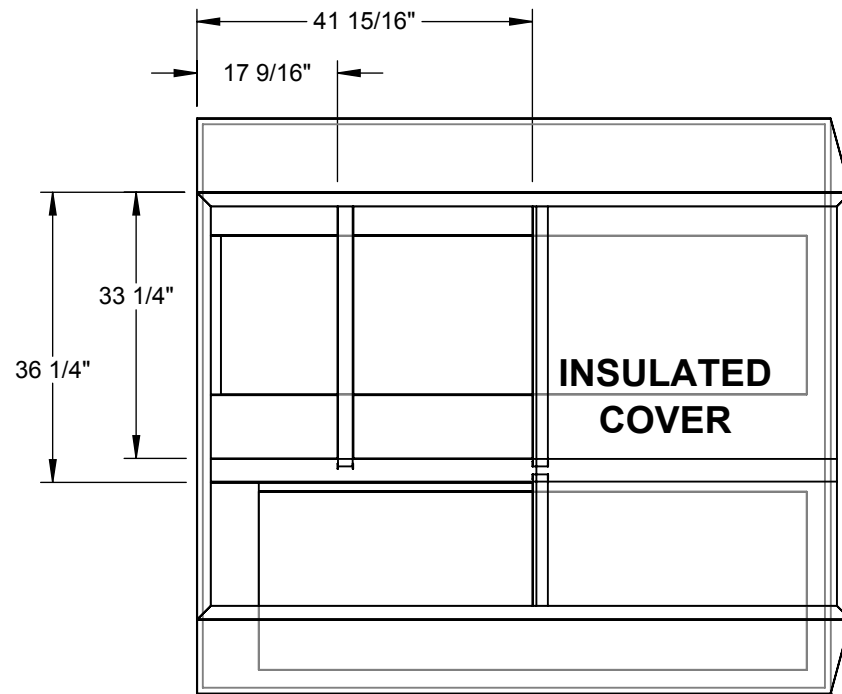 41 15/16"
17 9/16"
33 1/4"
36 1/4"
INSULATED
COVER